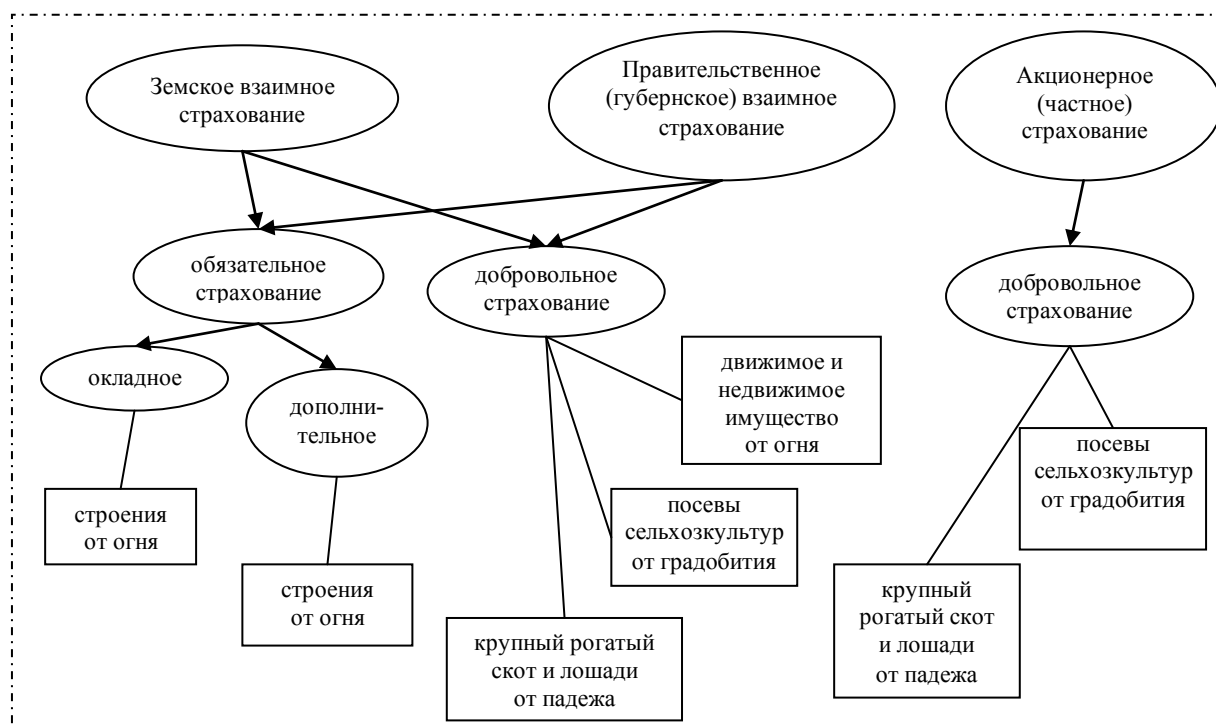 Земское взаимное
страхование
Правительственное
(губернское) взаимное
страхование
Акционерное
(частное)
страхование
обязательное
страхование
добровольное
страхование
добровольное
страхование
окладное
дополни-
тельное
движимое и
недвижимое
имущество
от огня
посевы
сельхозкультур
от градобития
строения
от огня
посевы
сельхозкультур
от градобития
строения
от огня
крупный рогатый
скот и лошади
от падежа
крупный
рогатый скот
и лошади
от падежа